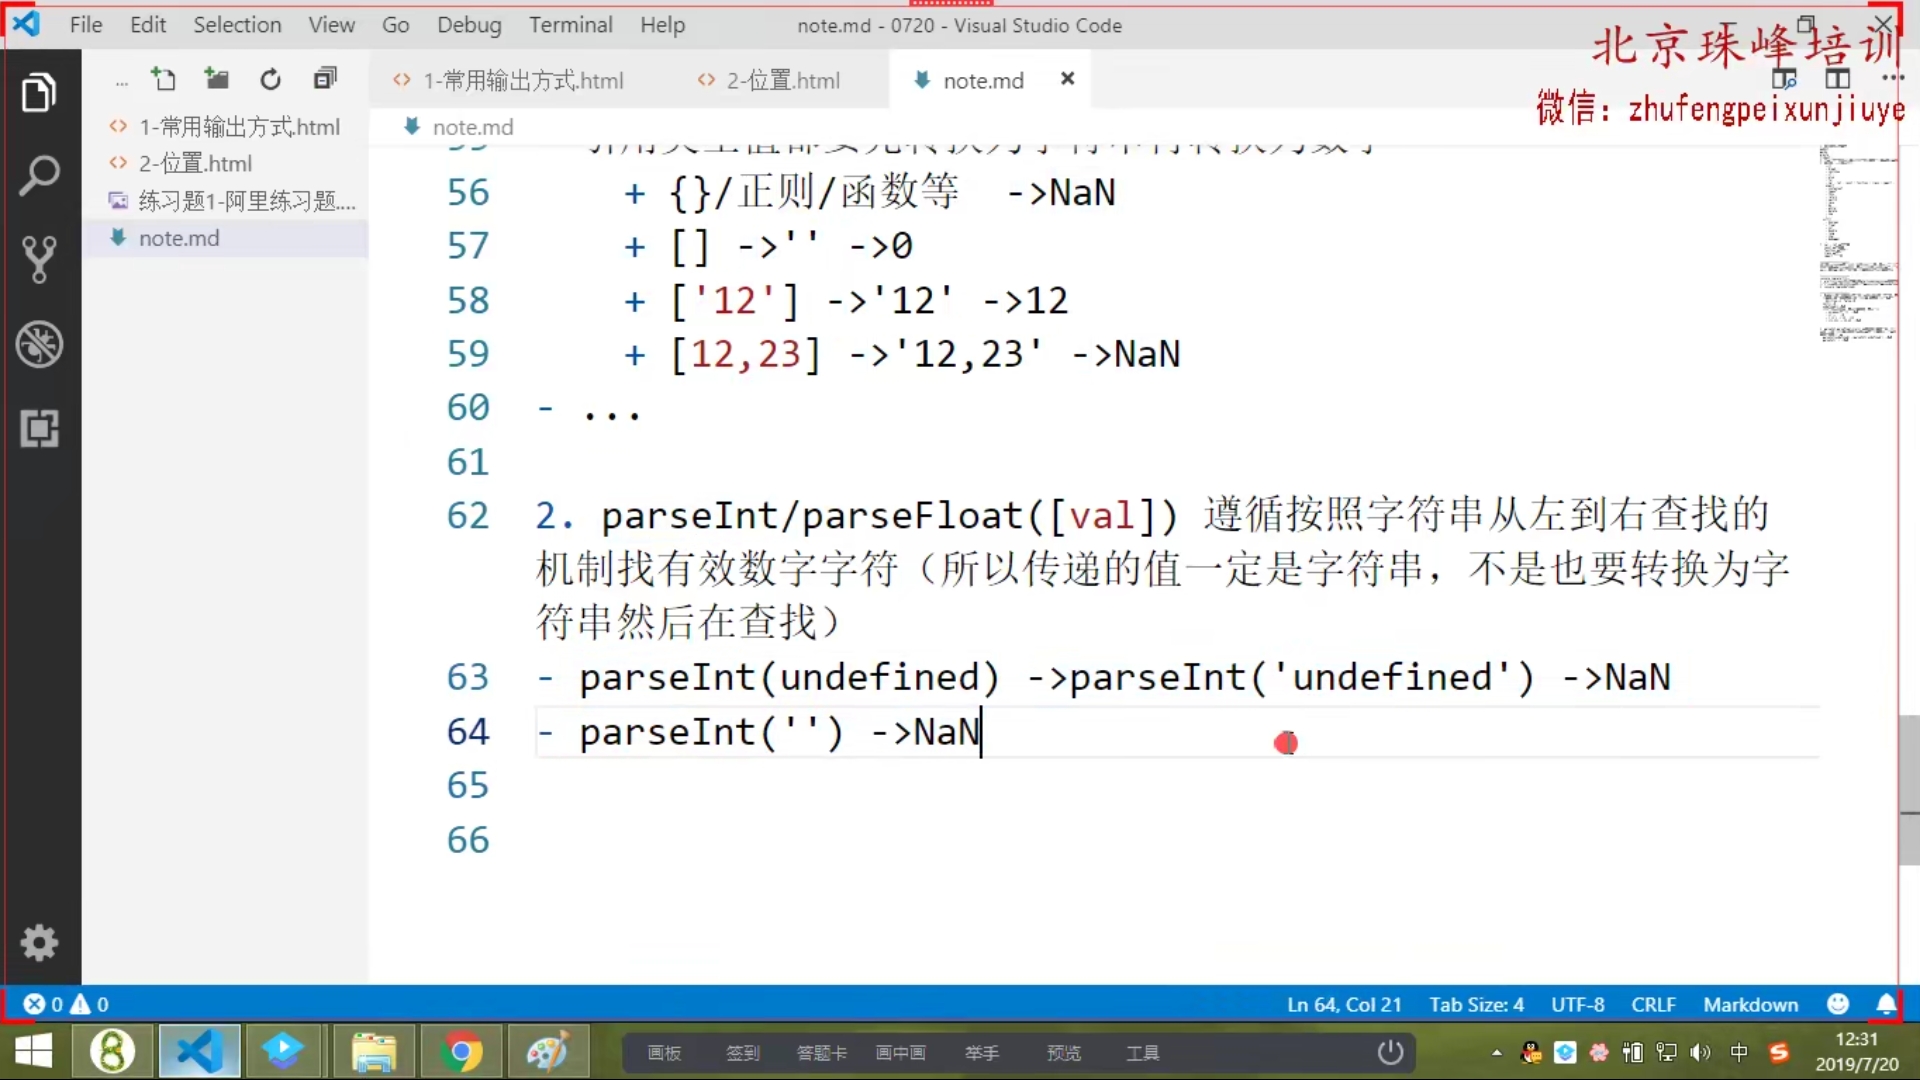 File Edit Selection View Go Debug Terminal Help note.md - 0720 - Visual Studio Code
北京珠峰培训
微信：zhufengpeixunjiuye
... 1-常用输出方式.html 2-位置.html note.md
note.md
1-常用输出方式.html
2-位置.html
练习题1-阿里练习题....
note.md
56 + {}/正则/函数等 ->NaN
57 + [] ->'' ->0
58 + ['12'] ->'12' ->12
59 + [12,23] ->'12,23' ->NaN
60 - ...
61
62 2. parseInt/parseFloat([val]) 遵循按照字符串从左到右查找的
机制找有效数字字符（所以传递的值一定是字符串，不是也要转换为字
符串然后在查找）
63 - parseInt(undefined) ->parseInt('undefined') ->NaN
64 - parseInt('') ->NaN
65
66
0 0 Ln 64, Col 21 Tab Size: 4 UTF-8 CRLF Markdown
画板 签到 答题卡 画中画 举手 预览 工具
中
12:31
2019/7/20